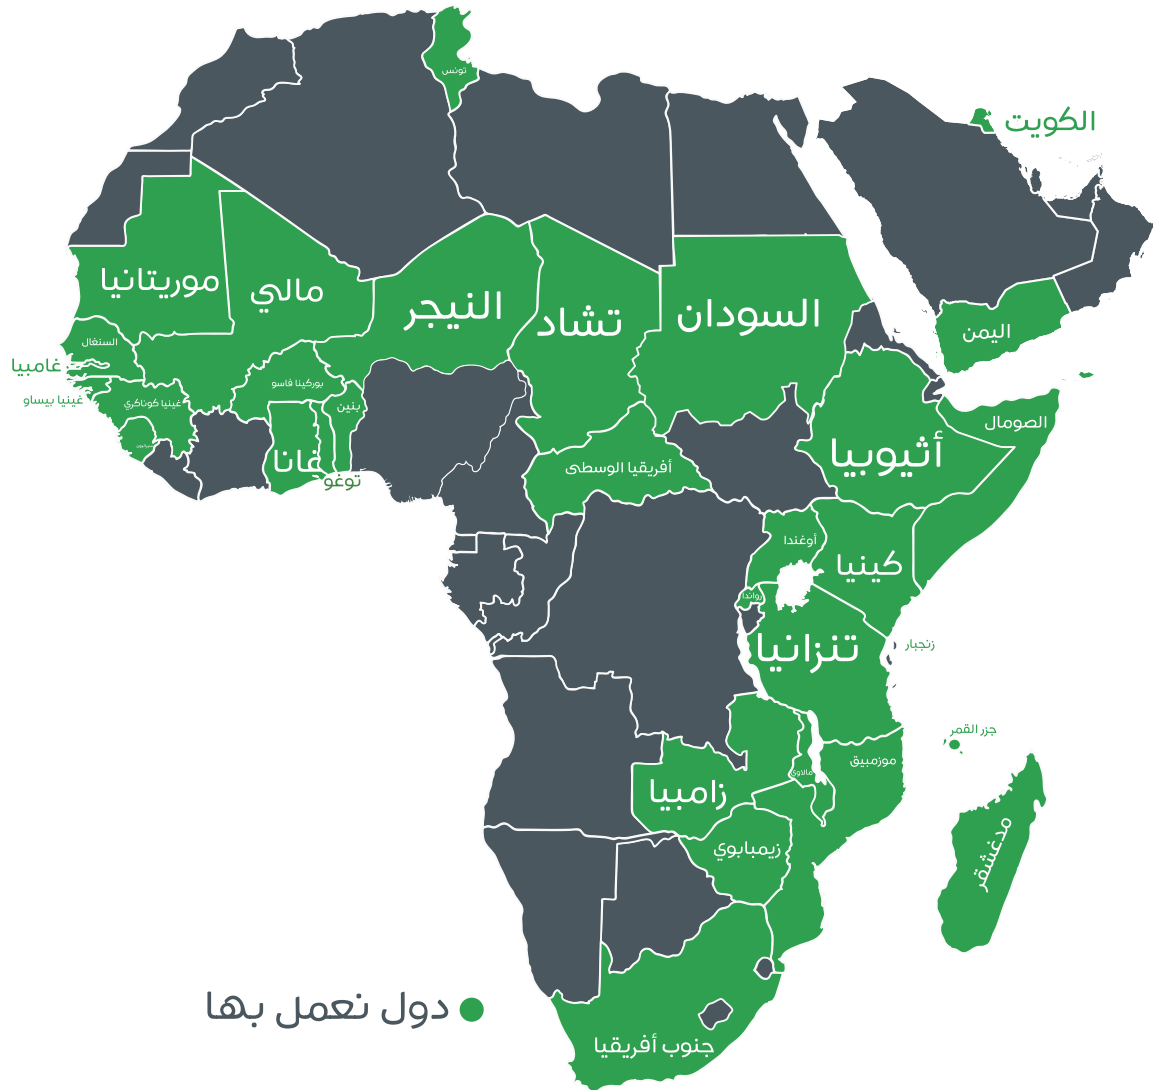 تونس
الكويت
موريتانيا
مالي
النيجر
تشاد
السودان
اليمن
السنغال
غامبيا
غينيا بيساو
غينيا كوناكري
بوركينا فاسو
بنين
غانا
توغو
أفريقيا الوسطى
أثيوبيا
الصومال
أوغندا
كينيا
رواندا
تنزانيا
زنجبار
جزر القمر
موزمبيق
مالاوي
زامبيا
زيمبابوي
مدغشقر
دول نعمل بها
جنوب أفريقيا